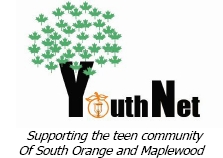 YouthNet
Supporting the teen community
Of South Orange and Maplewood